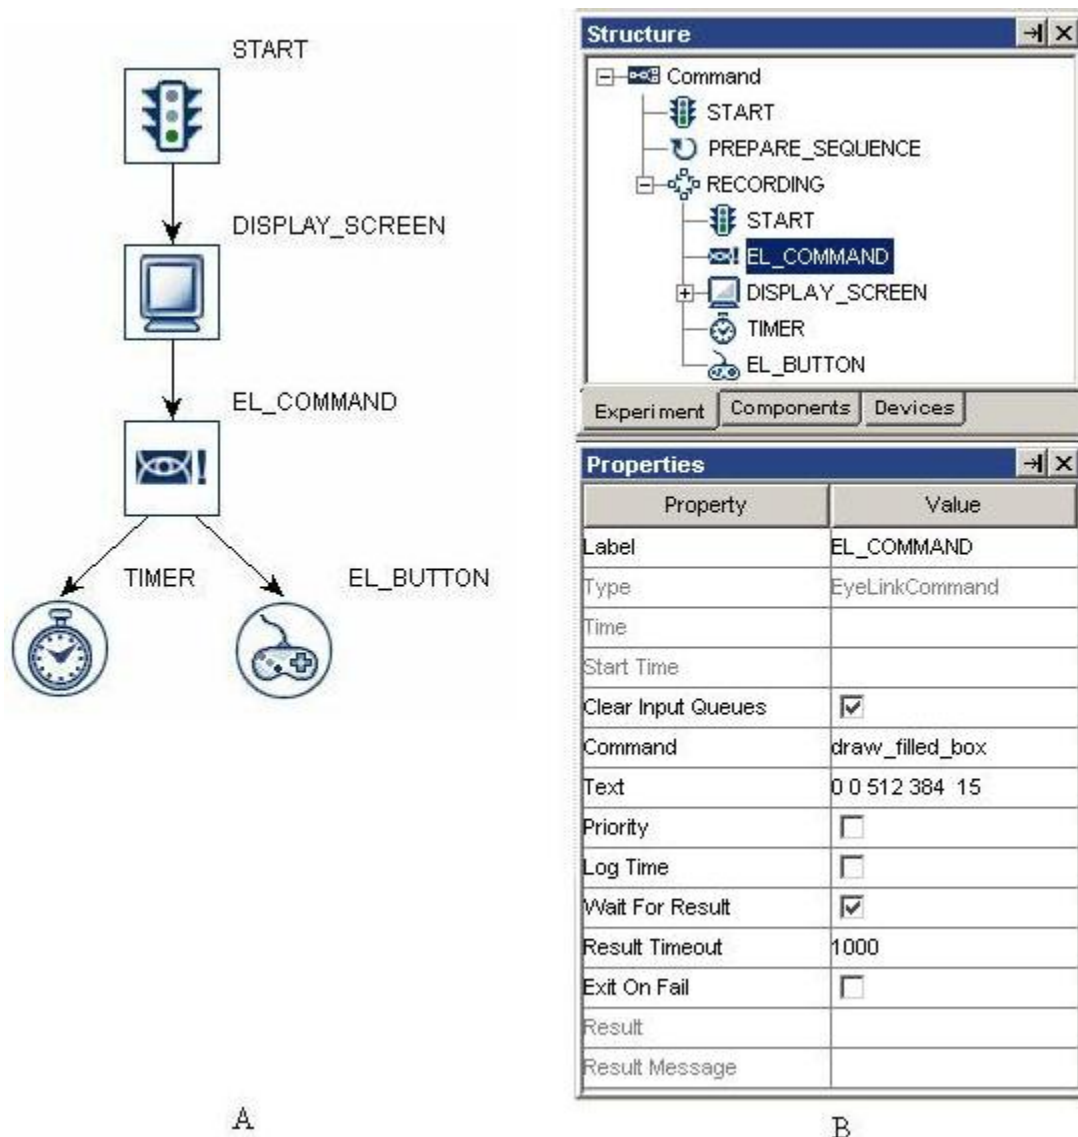 START
DISPLAY_SCREEN
EL_COMMAND
TIMER
EL_BUTTON
A
Structure
Command
START
PREPARE_SEQUENCE
RECORDING
START
EL_COMMAND
DISPLAY_SCREEN
TIMER
EL_BUTTON
Experiment Components Devices
Properties
Property Value
Label EL_COMMAND
Type EyeLinkCommand
Time
Start Time
Clear Input Queues
Command draw_filled_box
Text 0 0 512 384 15
Priority
Log Time
Wait For Result
Result Timeout 1000
Exit On Fail
Result
Result Message
B